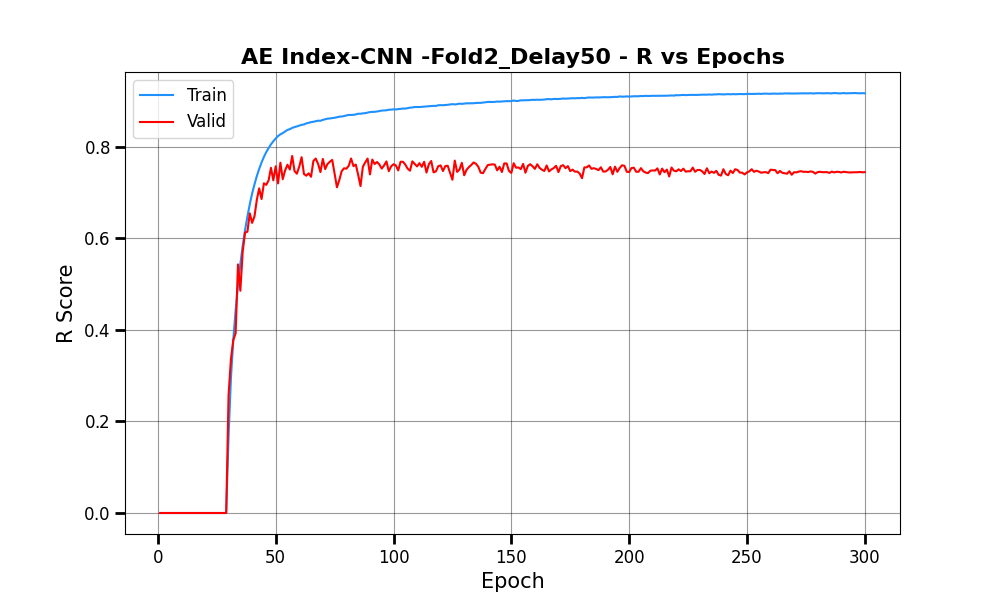 AE Index-CNN -Fold2_Delay50 - R vs Epochs
Train
Valid
R Score
0.8
0.6
0.4
0.2
0.0
0 50 100 150 200 250 300
Epoch